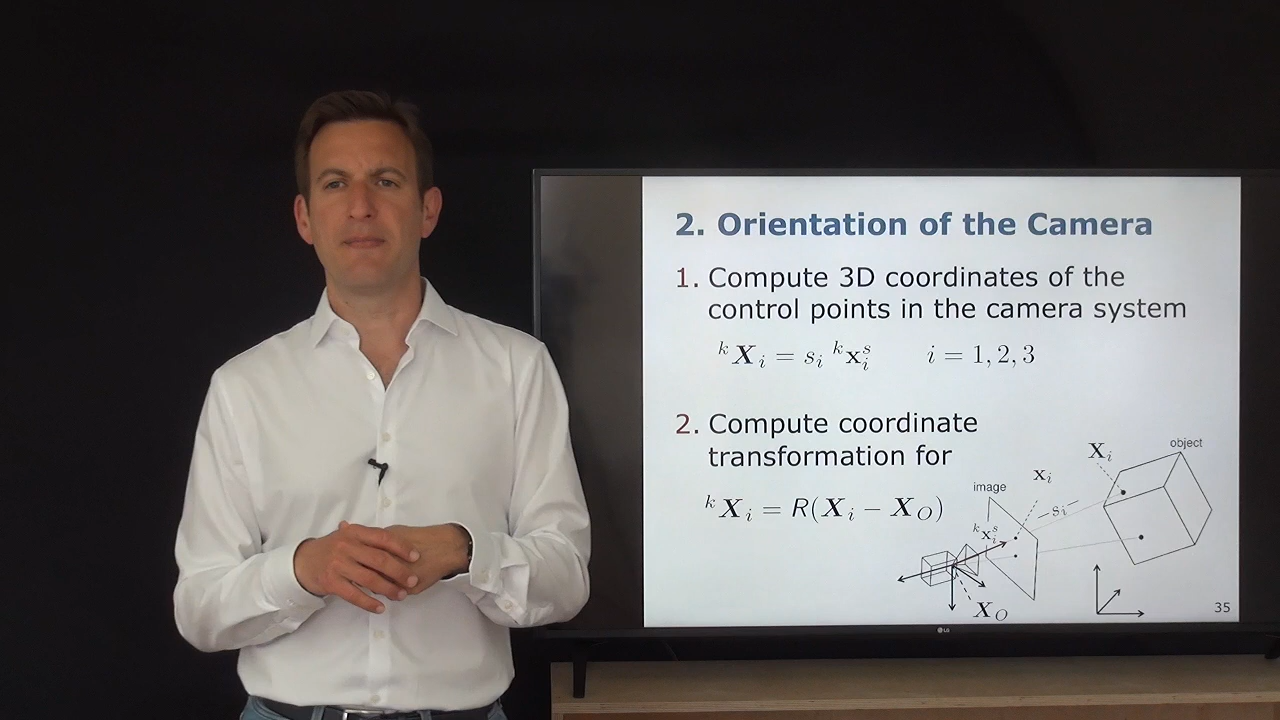 2. Orientation of the Camera
1. Compute 3D coordinates of the
control points in the camera system
ᵏXᵢ = sᵢ ᵏxᵢˢ   i = 1, 2, 3
2. Compute coordinate
transformation for
ᵏXᵢ = R(Xᵢ − X_O)
object
Xᵢ
xᵢ
image
sᵢ
ᵏxᵢˢ
X_O
35
LG